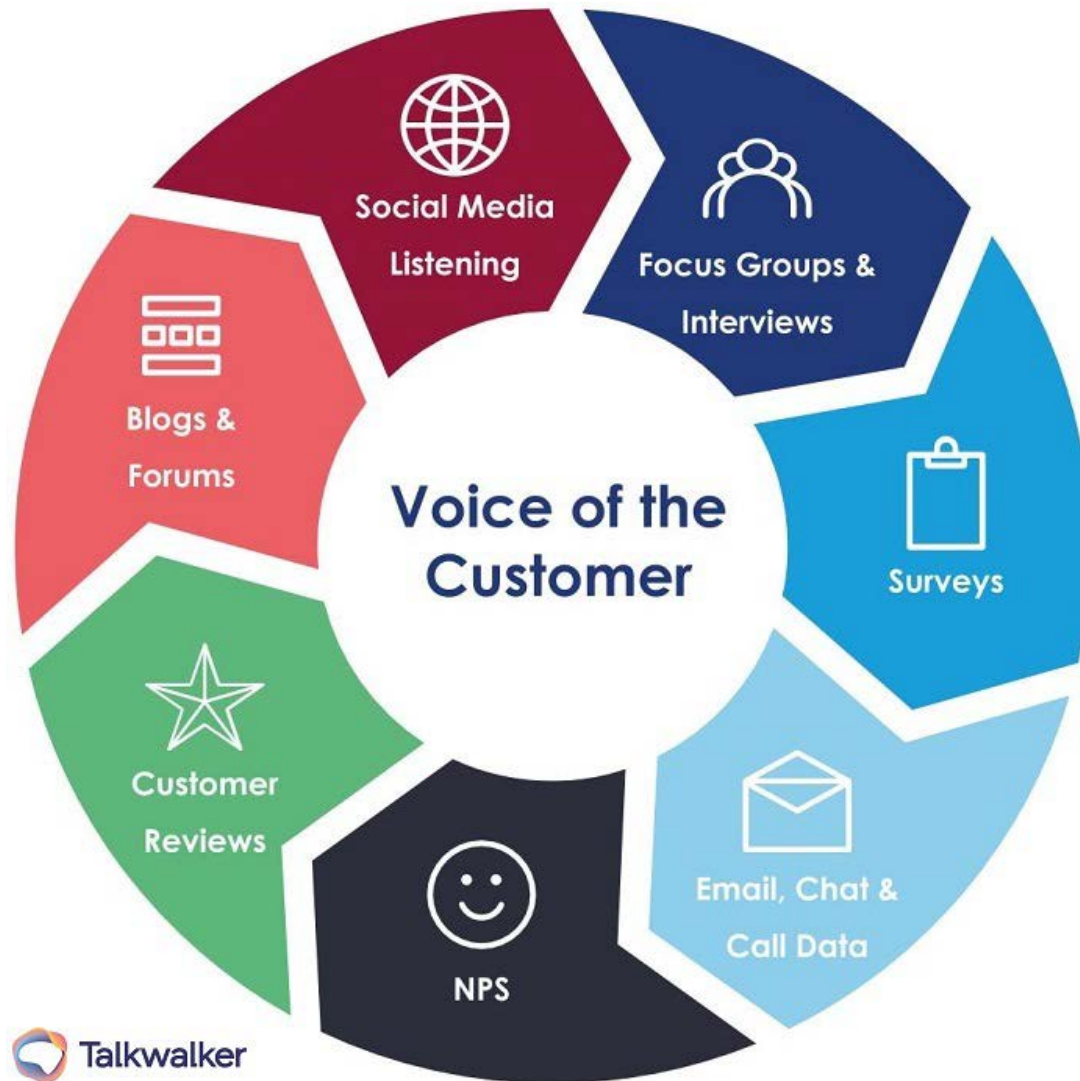 Social Media
Listening
Focus Groups &
Interviews
Surveys
Email, Chat &
Call Data
NPS
Customer
Reviews
Blogs &
Forums
Voice of the
Customer
Talkwalker